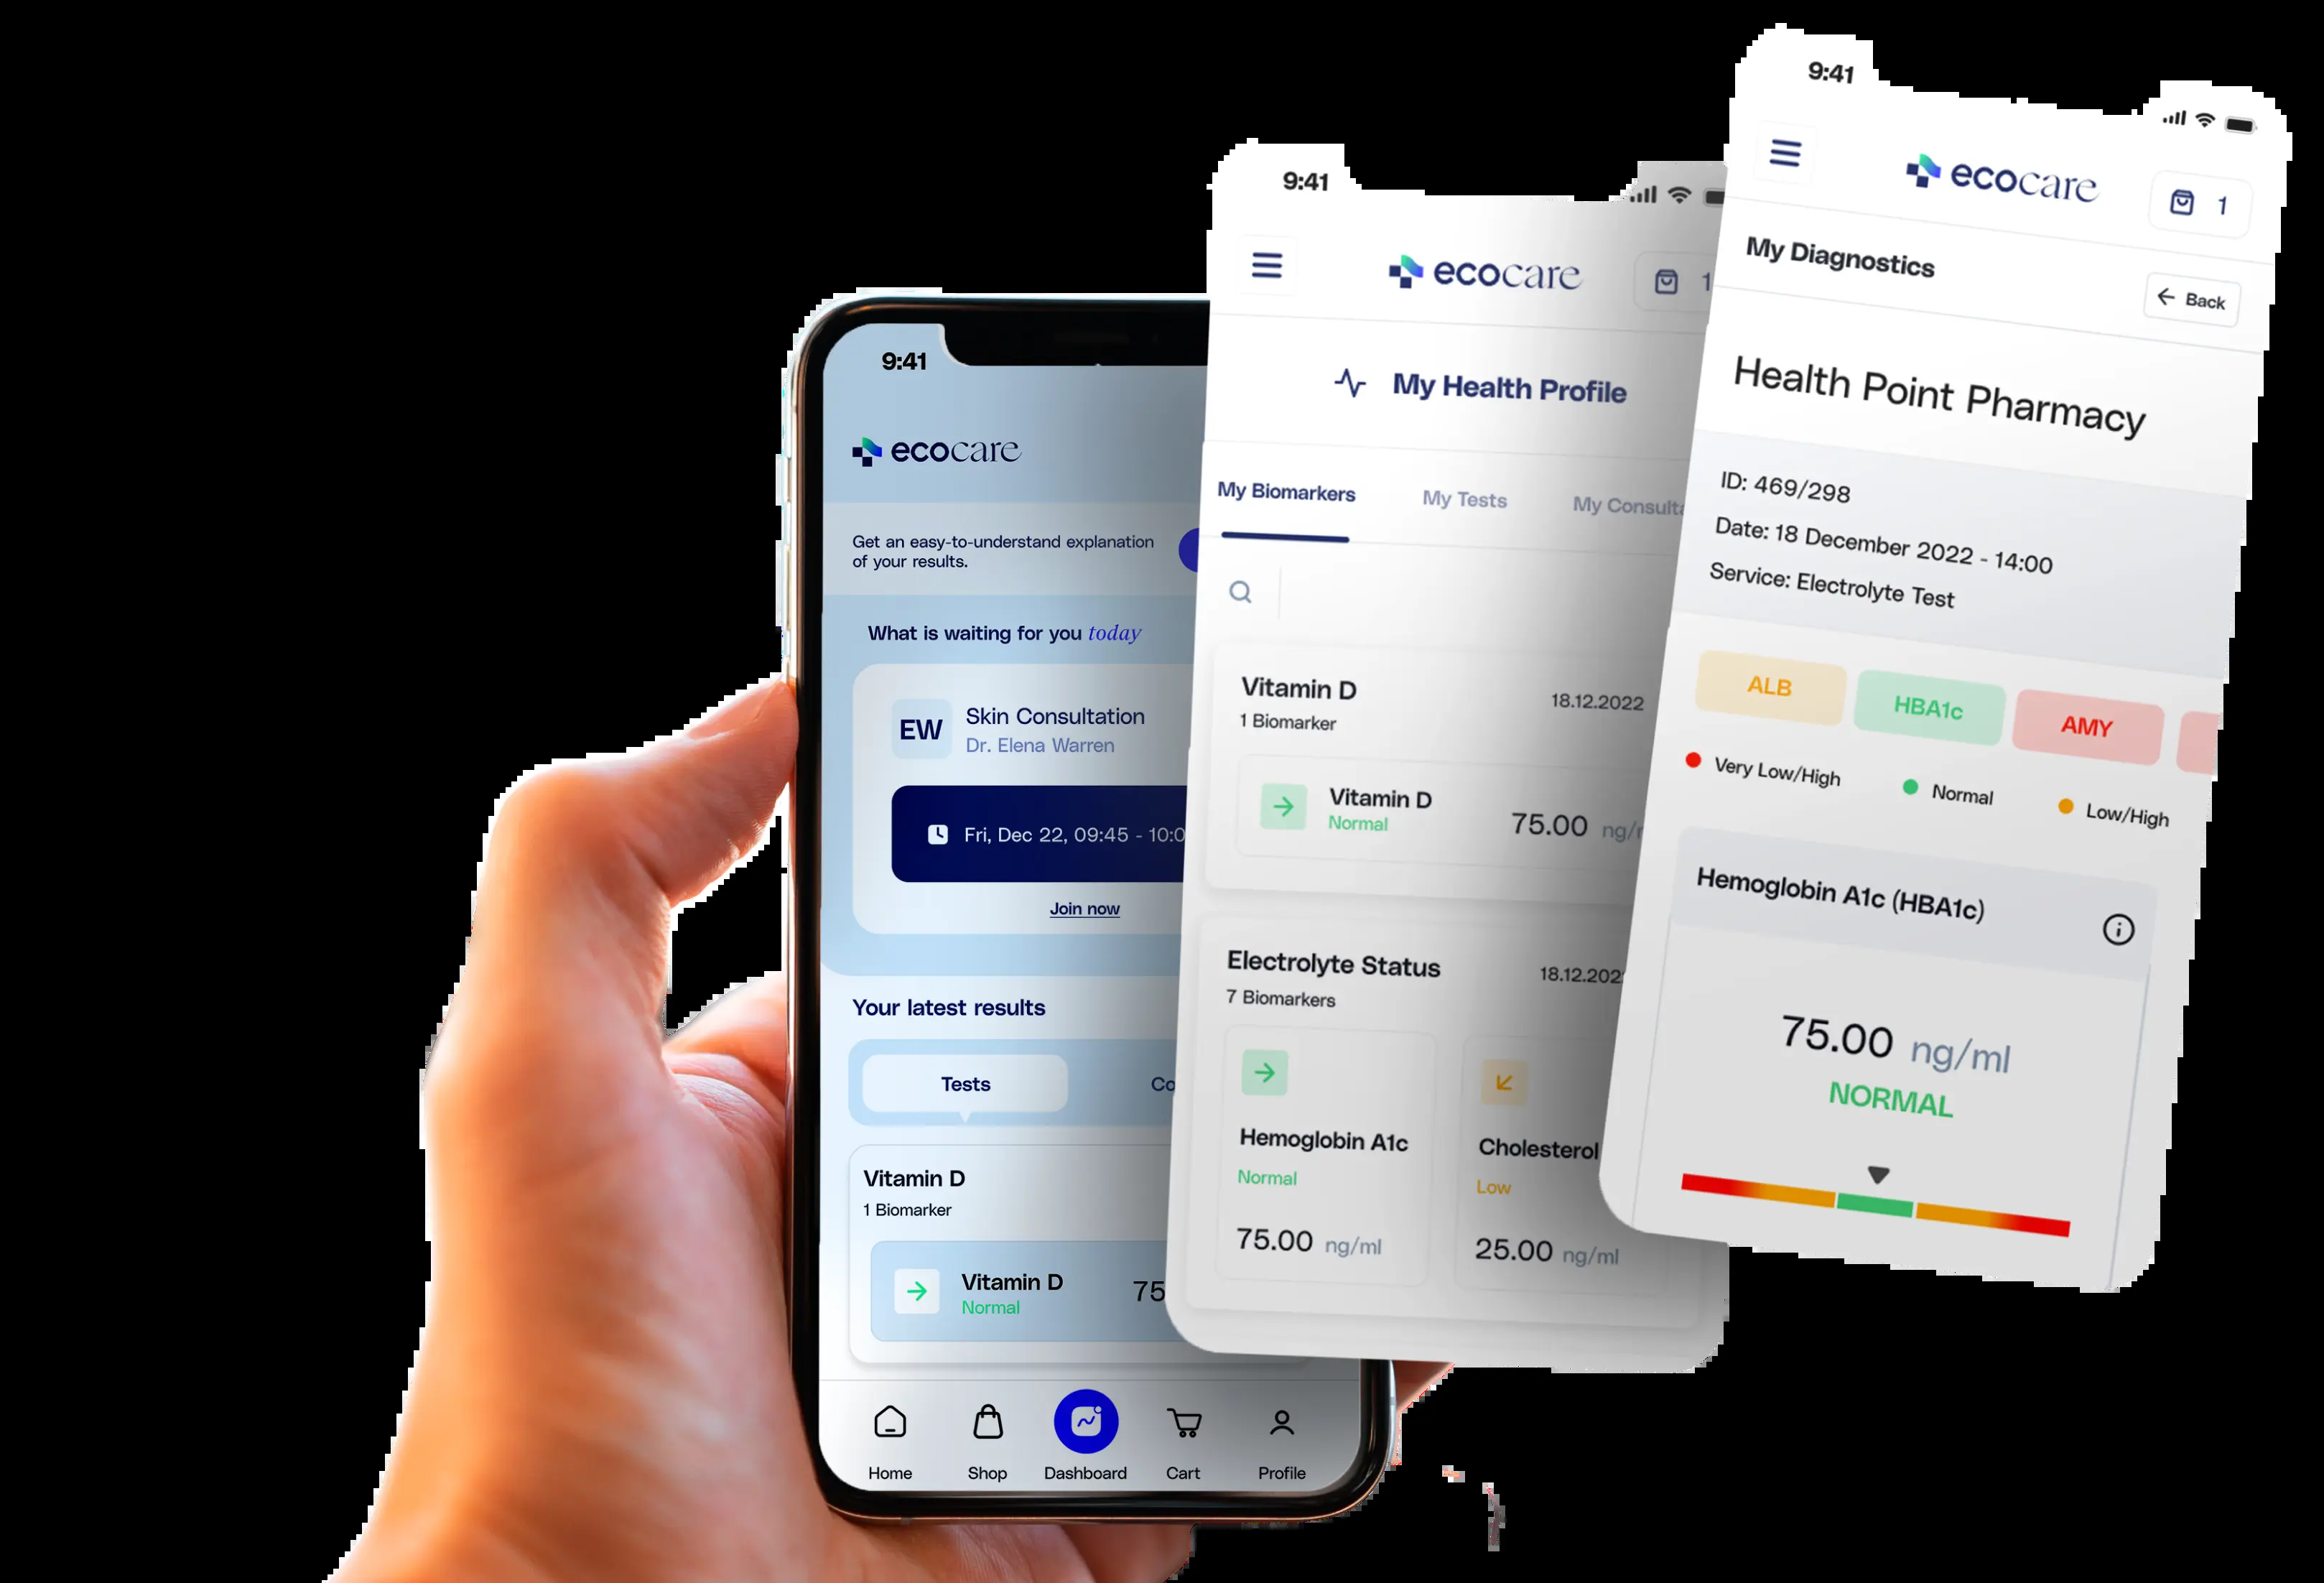 9:41
ecocare
Get an easy-to-understand explanation
of your results.
What is waiting for you today
EW
Skin Consultation
Dr. Elena Warren
Fri, Dec 22, 09:45 - 10:0
Join now
Your latest results
Tests
Co
Vitamin D
1 Biomarker
Vitamin D
Normal
75
Home
Shop
Dashboard
Cart
Profile
9:41
ecocare
1
My Health Profile
My Biomarkers
My Tests
My Consulta
Vitamin D
18.12.2022
1 Biomarker
Vitamin D
Normal
75.00 ng/
Electrolyte Status
18.12.202
7 Biomarkers
Hemoglobin A1c
Normal
75.00 ng/ml
Cholesterol
Low
25.00 ng/ml
9:41
ecocare
1
My Diagnostics
Back
Health Point Pharmacy
ID: 469/298
Date: 18 December 2022 - 14:00
Service: Electrolyte Test
ALB
HBA1c
AMY
Very Low/High
Normal
Low/High
Hemoglobin A1c (HBA1c)
75.00 ng/ml
NORMAL